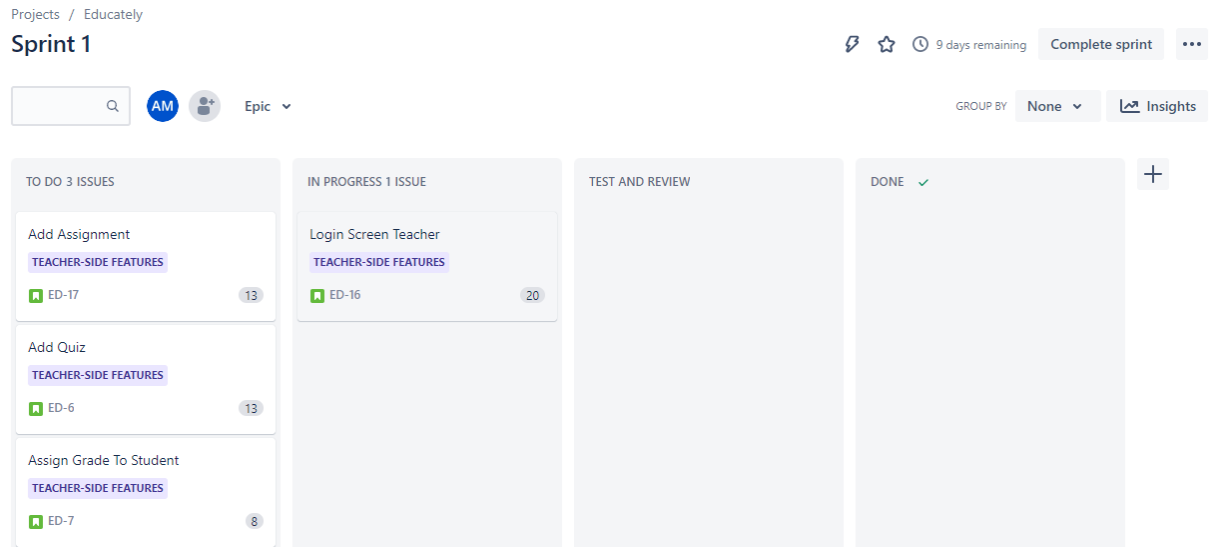 Projects / Educately
Sprint 1
9 days remaining
Complete sprint
AM
Epic
GROUP BY
None
Insights
TO DO 3 ISSUES
Add Assignment
TEACHER-SIDE FEATURES
ED-17
13
Add Quiz
TEACHER-SIDE FEATURES
ED-6
13
Assign Grade To Student
TEACHER-SIDE FEATURES
ED-7
8
IN PROGRESS 1 ISSUE
Login Screen Teacher
TEACHER-SIDE FEATURES
ED-16
20
TEST AND REVIEW
DONE